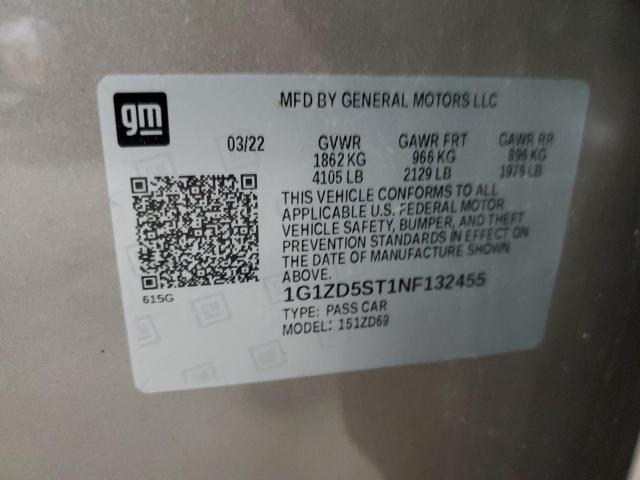 gm
MFD BY GENERAL MOTORS LLC
03/22 GVWR GAWR FRT GAWR RR
1862 KG 966 KG 896 KG
4105 LB 2129 LB 1976 LB
THIS VEHICLE CONFORMS TO ALL
APPLICABLE U.S. FEDERAL MOTOR
VEHICLE SAFETY, BUMPER, AND THEFT
PREVENTION STANDARDS IN EFFECT ON
THE DATE OF MANUFACTURE SHOWN
ABOVE.
615G
1G1ZD5ST1NF132455
TYPE: PASS CAR
MODEL: 151ZD69